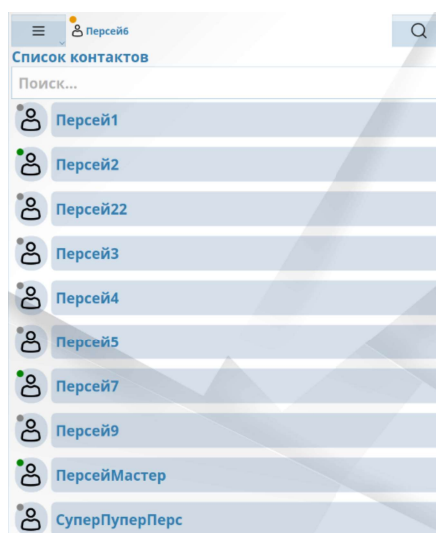 Персей6
Список контактов
Поиск...
Персей1
Персей2
Персей22
Персей3
Персей4
Персей5
Персей7
Персей9
ПерсейМастер
СуперПуперПерс